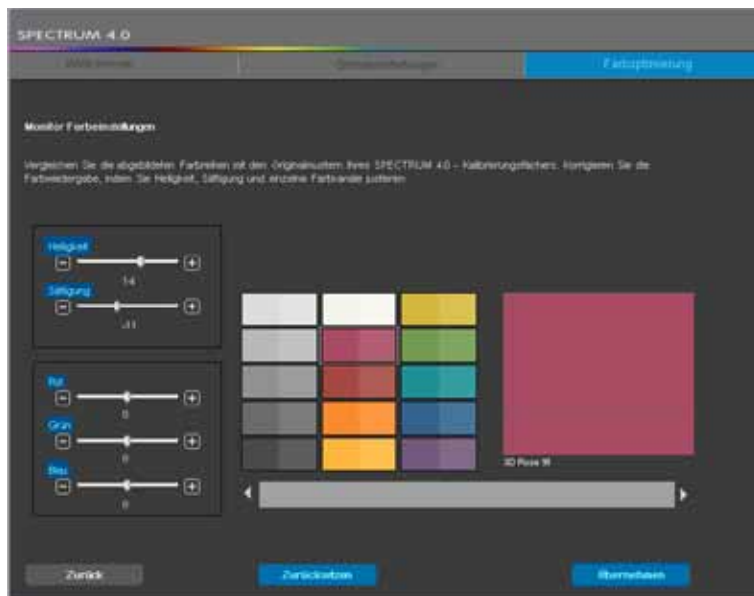 SPECTRUM 4.0
Farboptimierung
Monitor Farbeinstellungen
Vergleichen Sie die abgebildeten Farbreihen mit den Originalmustern Ihres SPECTRUM 4.0 – Kalibrierungsfächers. Korrigieren Sie die
Farbwiedergabe, indem Sie Helligkeit, Sättigung und einzelne Farbkanäle justieren
Helligkeit
14
Sättigung
-11
Rot
0
Grün
0
Blau
0
3D Rose
Zurück
Zurücksetzen
Übernehmen